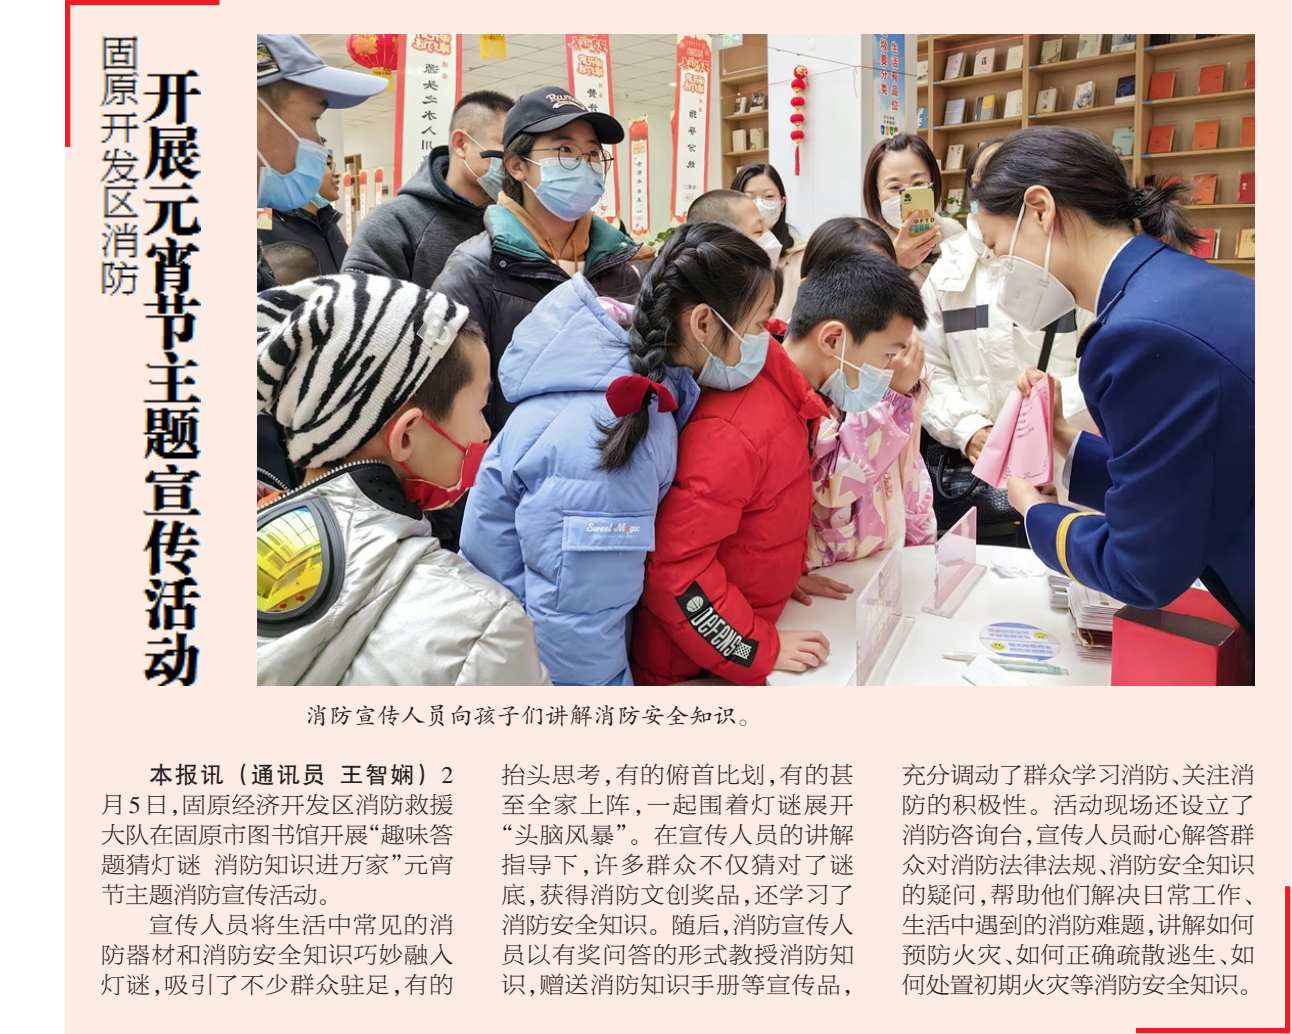 固原开发区消防
开展元宵节主题宣传活动
Sweet Magic
DEFENS
消防宣传人员向孩子们讲解消防安全知识。
本报讯（通讯员 王智娴）2
月5日，固原经济开发区消防救援
大队在固原市图书馆开展“趣味答
题猜灯谜 消防知识进万家”元宵
节主题消防宣传活动。
宣传人员将生活中常见的消
防器材和消防安全知识巧妙融入
灯谜，吸引了不少群众驻足，有的
抬头思考，有的俯首比划，有的甚
至全家上阵，一起围着灯谜展开
“头脑风暴”。在宣传人员的讲解
指导下，许多群众不仅猜对了谜
底，获得消防文创奖品，还学习了
消防安全知识。随后，消防宣传人
员以有奖问答的形式教授消防知
识，赠送消防知识手册等宣传品，
充分调动了群众学习消防、关注消
防的积极性。活动现场还设立了
消防咨询台，宣传人员耐心解答群
众对消防法律法规、消防安全知识
的疑问，帮助他们解决日常工作、
生活中遇到的消防难题，讲解如何
预防火灾、如何正确疏散逃生、如
何处置初期火灾等消防安全知识。